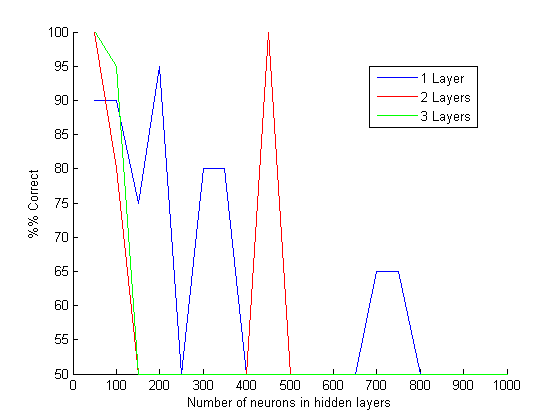 100
95
90
85
80
75
70
65
60
55
50
%% Correct
1 Layer
2 Layers
3 Layers
0 100 200 300 400 500 600 700 800 900 1000
Number of neurons in hidden layers